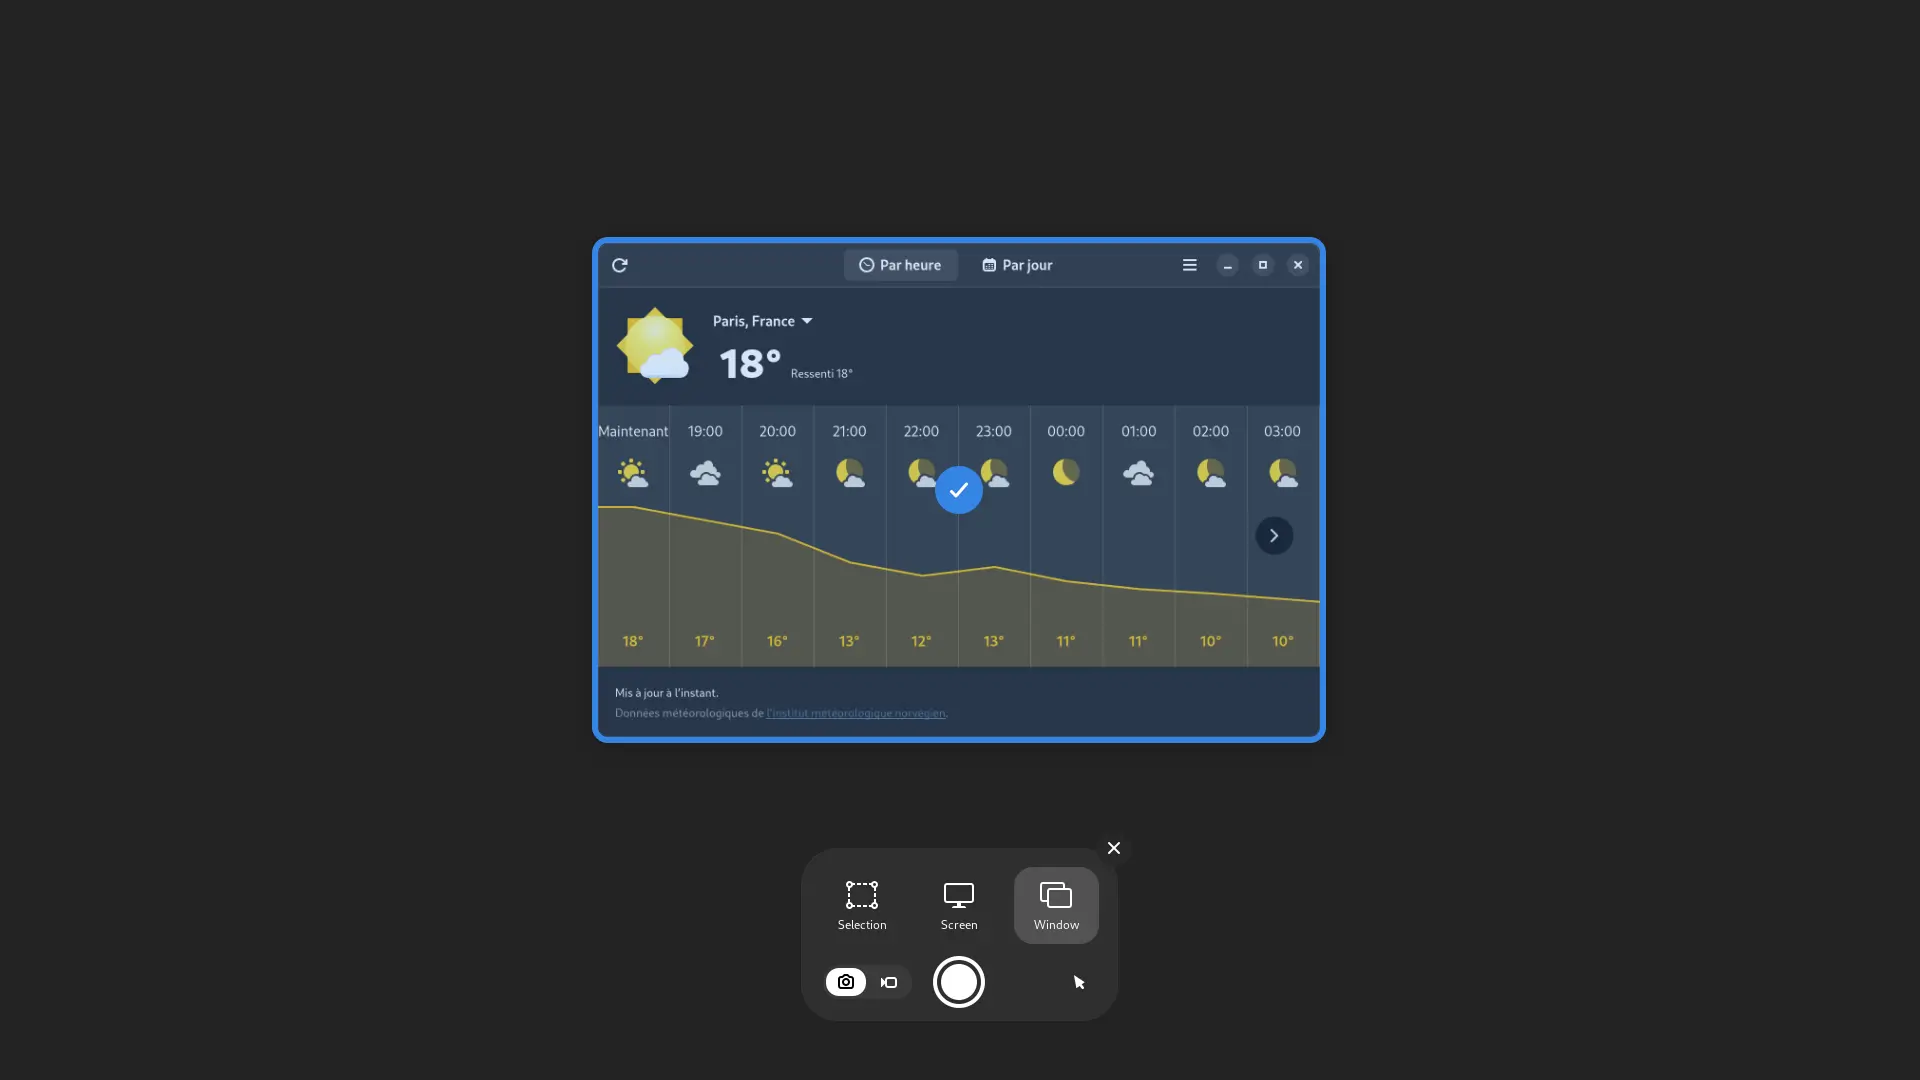 Par heure Par jour
Paris, France
18°
Ressenti 18°
Maintenant 19:00 20:00 21:00 22:00 23:00 00:00 01:00 02:00 03:00
18° 17° 16° 13° 12° 13° 11° 11° 10° 10°
Mis à jour à l'instant.
Données météorologiques de l'institut météorologique norvégien.
Selection Screen Window